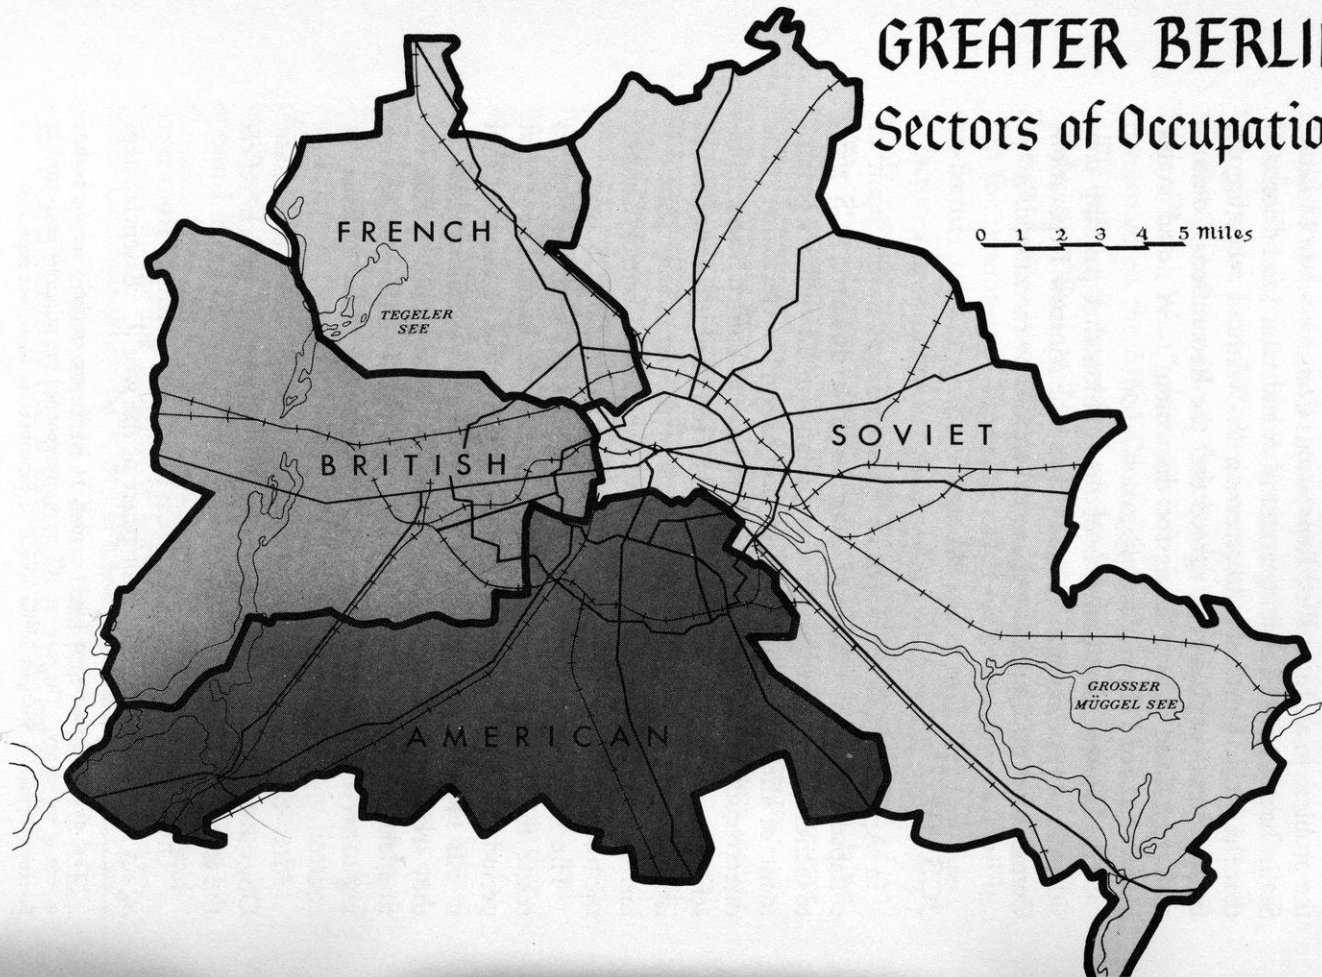 GREATER BERLI
Sectors of Occupatio
0 1 2 3 4 5 Miles
FRENCH
TEGELER
SEE
SOVIET
BRITISH
GROSSER
MÜGGEL SEE
AMERICAN